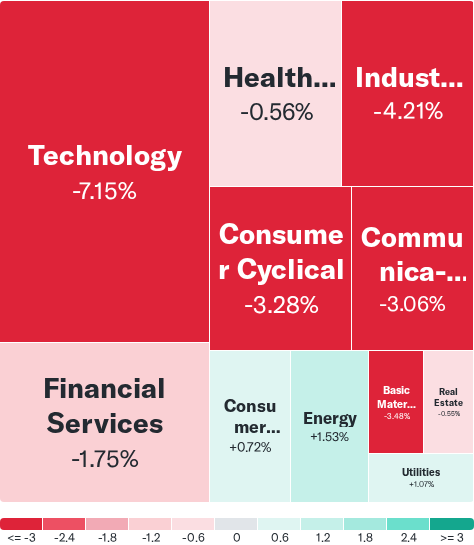 Technology
-7.15%
Health...
-0.56%
Indust...
-4.21%
Consume
r Cyclical
-3.28%
Commu
nica-...
-3.06%
Financial
Services
-1.75%
Consu
mer...
+0.72%
Energy
+1.53%
Basic
Mater...
-3.48%
Real
Estate
-0.55%
Utilities
+1.07%
<= -3 -2.4 -1.8 -1.2 -0.6 0 0.6 1.2 1.8 2.4 >= 3